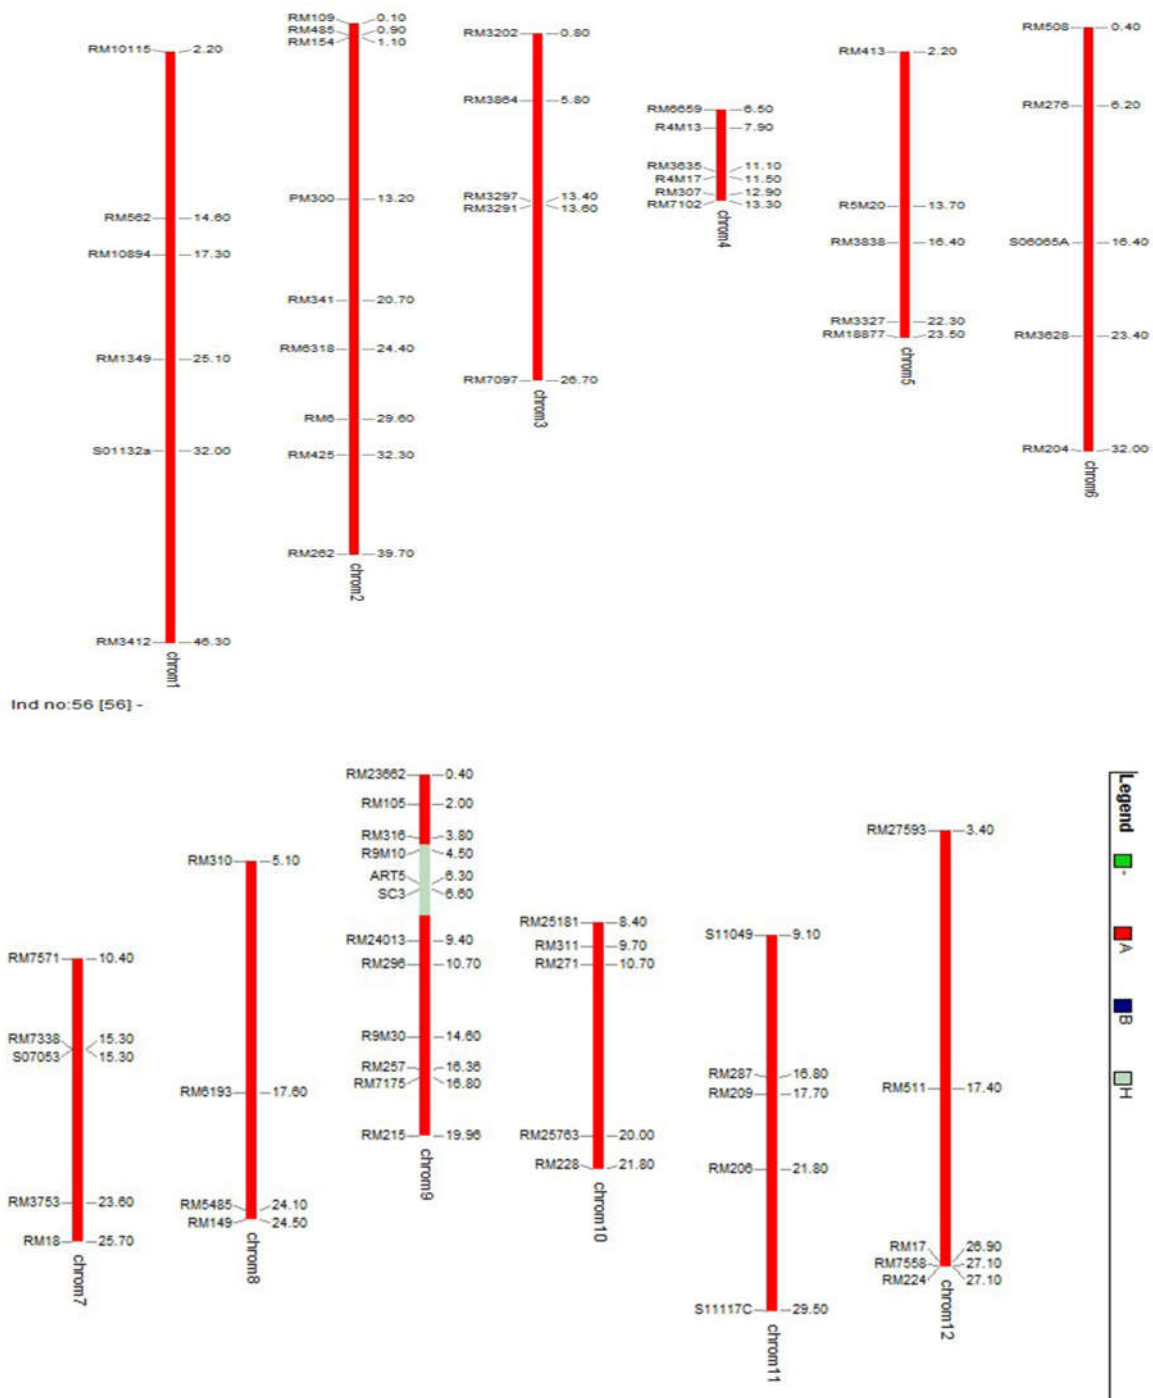 RM10115 2.20
RM562 14.60
RM10894 17.30
RM1349 25.10
S01132a 32.00
RM3412 46.30
chrom1
RM109 0.10
RM485 0.90
RM154 1.10
PM300 13.20
RM341 20.70
RM6318 24.40
RM6 29.60
RM425 32.30
RM262 39.70
chrom2
RM3202 0.80
RM3864 5.80
RM3297 13.40
RM3291 13.60
RM7097 26.70
chrom3
RM6659 6.50
R4M13 7.90
RM3635 11.10
R4M17 11.50
RM307 12.90
RM7102 13.30
chrom4
RM413 2.20
R5M20 13.70
RM3838 16.40
RM3327 22.30
RM18877 23.50
chrom5
RM508 0.40
RM276 6.20
S06065A 16.40
RM3628 23.40
RM204 32.00
chrom6
Ind no:56 [56] -
RM7571 10.40
RM7338 15.30
S07053 15.30
RM3753 23.60
RM18 25.70
chrom7
RM310 5.10
RM6193 17.60
RM5485 24.10
RM149 24.50
chrom8
RM23662 0.40
RM105 2.00
RM316 3.80
R9M10 4.50
ART5 6.30
SC3 6.60
RM24013 9.40
RM296 10.70
R9M30 14.60
RM257 16.36
RM7175 16.80
RM215 19.96
chrom9
RM25181 8.40
RM311 9.70
RM271 10.70
RM25763 20.00
RM228 21.80
chrom10
S11049 9.10
RM287 16.80
RM209 17.70
RM206 21.80
S11117C 29.50
chrom11
RM27593 3.40
RM511 17.40
RM17 26.90
RM7558 27.10
RM224 27.10
chrom12
Legend
-
A
B
H